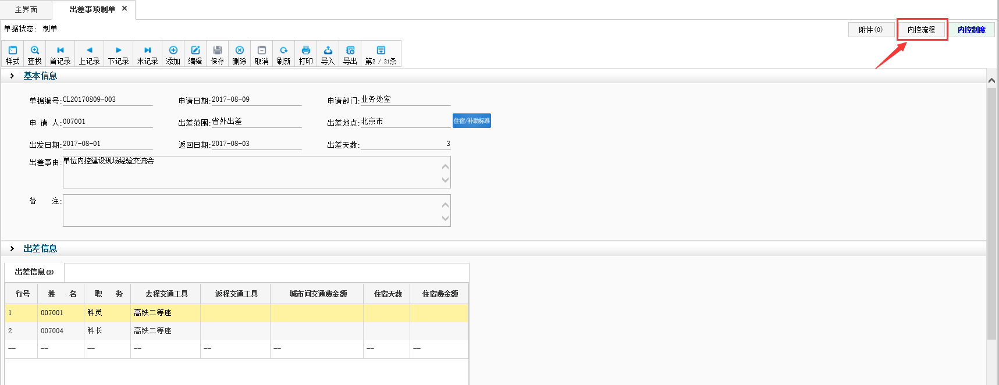 主界面 出差事项制单 ×
单据状态: 制单 附件(0) 内控流程 内控制度
样式 查找 首记录 上记录 下记录 末记录 添加 编辑 保存 删除 取消 刷新 打印 导入 导出 第2 / 21条
基本信息
单据编号: CL20170809-003 申请日期: 2017-08-09 申请部门: 业务处室
申 请 人: 007001 出差范围: 省外出差 出差地点: 北京市 住宿/补助标准
出发日期: 2017-08-01 返回日期: 2017-08-03 出差天数: 3
出差事由: 单位内控建设现场经验交流会
备 注:
出差信息
出差信息(2)
行号 姓 名 职 务 去程交通工具 返程交通工具 城市间交通费金额 住宿天数 住宿费金额
1 007001 科员 高铁二等座
2 007004 科长 高铁二等座
-- -- -- -- -- -- -- --